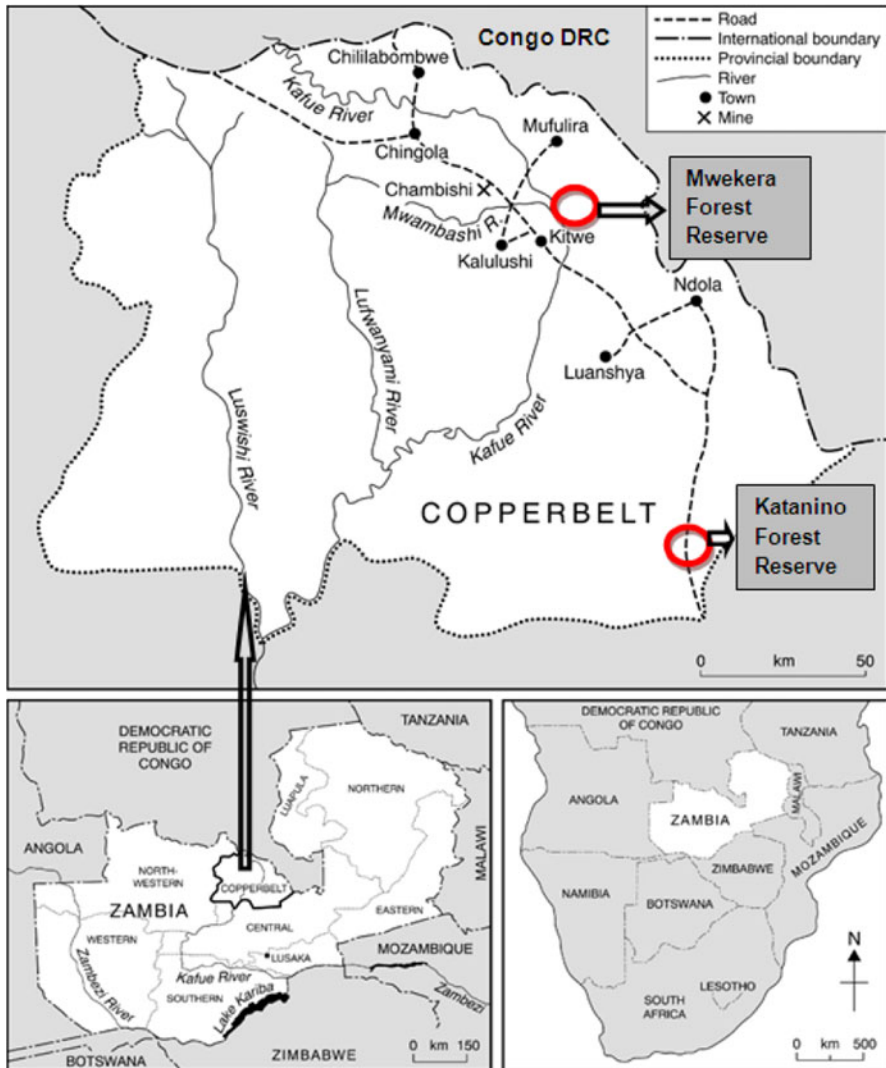 Congo DRC
Road
International boundary
Provincial boundary
River
Town
Mine
Chililabombwe
Kafue River
Mufulira
Chingola
Chambishi
Mwambashi R.
Kitwe
Kalulushi
Mwekera
Forest
Reserve
Ndola
Luanshya
Lufwanyami River
Luswishi River
Kafue River
COPPERBELT
Katanino
Forest
Reserve
0 km 50
DEMOCRATIC
REPUBLIC OF
CONGO
TANZANIA
LUAPULA
NORTHERN
ANGOLA
NORTH-
WESTERN
COPPERBELT
MALAWI
ZAMBIA
CENTRAL
EASTERN
WESTERN
LUSAKA
MOZAMBIQUE
Kafue River
Zambezi River
SOUTHERN
Lake Kariba
Zambezi
BOTSWANA
ZIMBABWE
0 km 150
DEMOCRATIC REPUBLIC
OF CONGO
TANZANIA
ANGOLA
MALAWI
ZAMBIA
MOZAMBIQUE
ZIMBABWE
NAMIBIA
BOTSWANA
N
LESOTHO
SOUTH
AFRICA
0 km 500